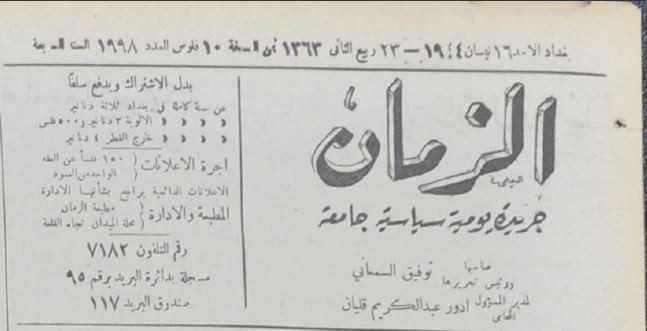 بغداد الاحد ١٦ نيسان ١٩٤٤ — ٢٣ ربيع الثاني ١٣٦٣ ثمن النسخة ١٠ فلوس العدد ١٩٩٨ السنة السابعة
الزمان
جريدة يومية سياسية جامعة
صاحبها
ورئيس تحريرها توفيق السمعاني
المدير المسؤول
المحامي ادور عبدالكريم قليان
بدل الاشتراك ويدفع سلفاً
عن سنة كاملة في بغداد ثلاثة دنانير
» » » » الالوية ٣ دنانير و٥٠٠ فلس
» » » » خارج القطر ٤ دنانير
اجرة الاعلانات ( ١٥٠ فلساً عن العقد
الواحد من العمود
الاعلانات الدائمية يراجع بشأنها الادارة
المطبعة والادارة ( مطبعة الزمان
محلة الميدان تجاه القلعة
رقم التلفون ٧١٨٢
مسجلة بدائرة البريد برقم ٩٥
صندوق البريد ١١٧